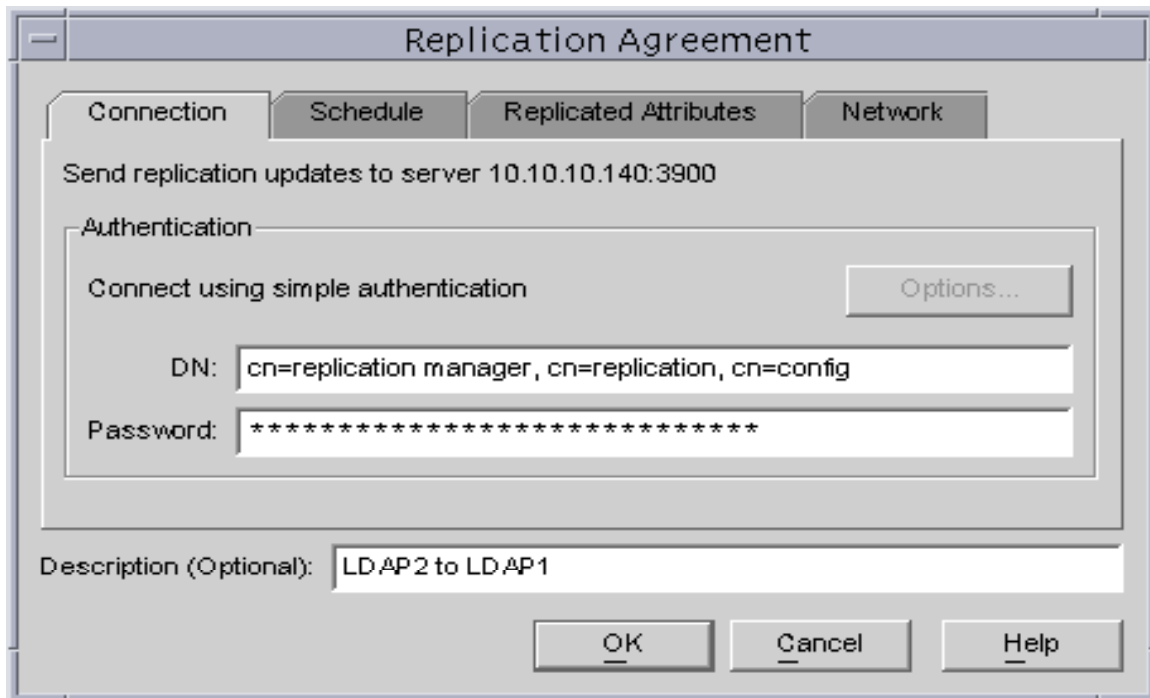 Replication Agreement
Connection Schedule Replicated Attributes Network
Send replication updates to server 10.10.10.140:3900
Authentication
Connect using simple authentication Options...
DN: cn=replication manager, cn=replication, cn=config
Password: *****************************
Description (Optional): LDAP2 to LDAP1
OK Cancel Help